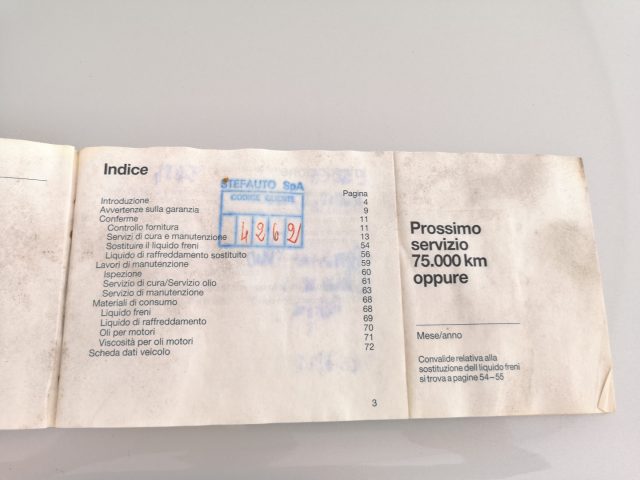 Indice
STEFAUTO SpA
CODICE CLIENTE
4262
Pagina
Introduzione 4
Avvertenze sulla garanzia 9
Conferme 11
Controllo fornitura 11
Servizi di cura e manutenzione 13
Sostituire il liquido freni 54
Liquido di raffreddamento sostituito 56
Lavori di manutenzione 59
Ispezione 60
Servizio di cura/Servizio olio 61
Servizio di manutenzione 63
Materiali di consumo 68
Liquido freni 68
Liquido di raffreddamento 69
Oli per motori 70
Viscosità per oli motori 71
Scheda dati veicolo 72
3
Prossimo
servizio
75.000 km
oppure
Mese/anno
Convalide relativa alla
sostituzione dell liquido freni
si trova a pagine 54–55